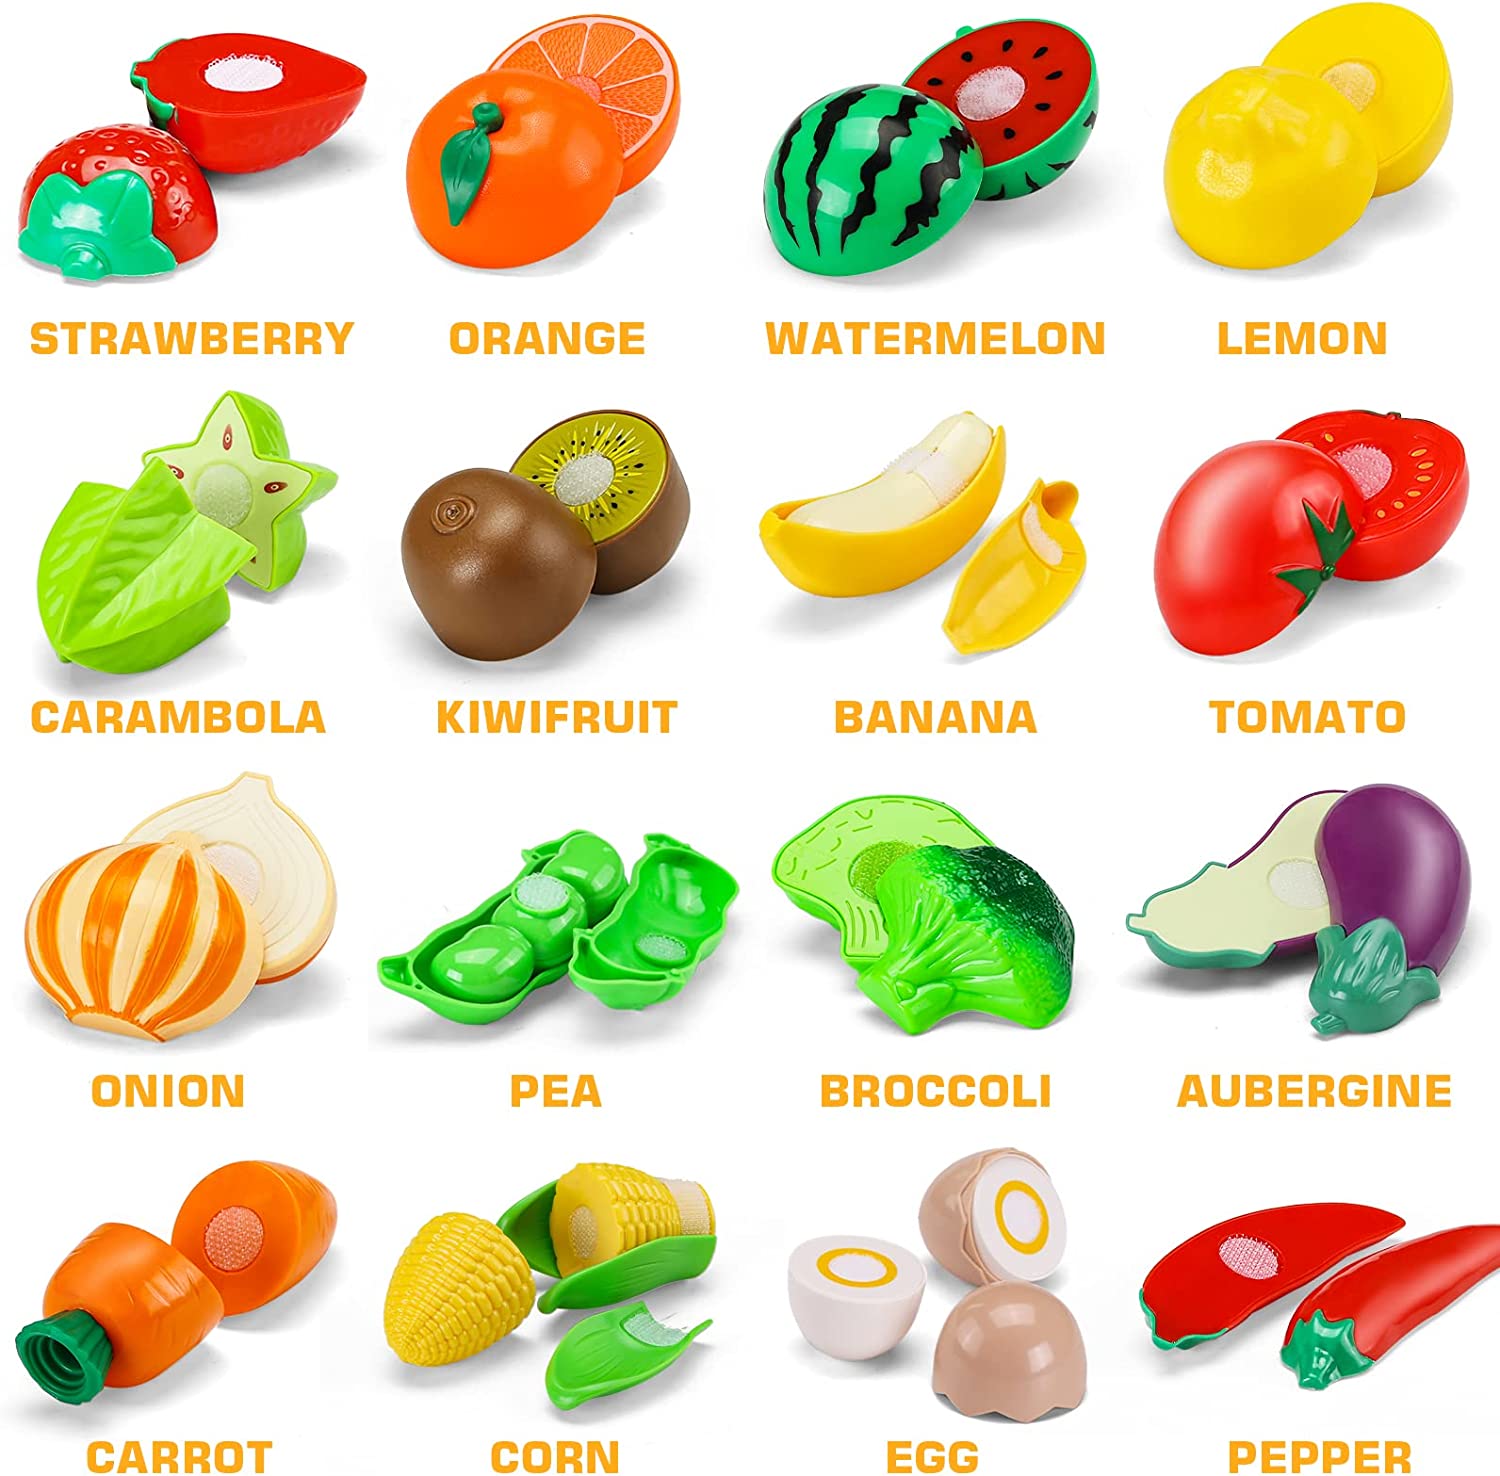 STRAWBERRY
ORANGE
WATERMELON
LEMON
CARAMBOLA
KIWIFRUIT
BANANA
TOMATO
ONION
PEA
BROCCOLI
AUBERGINE
CARROT
CORN
EGG
PEPPER